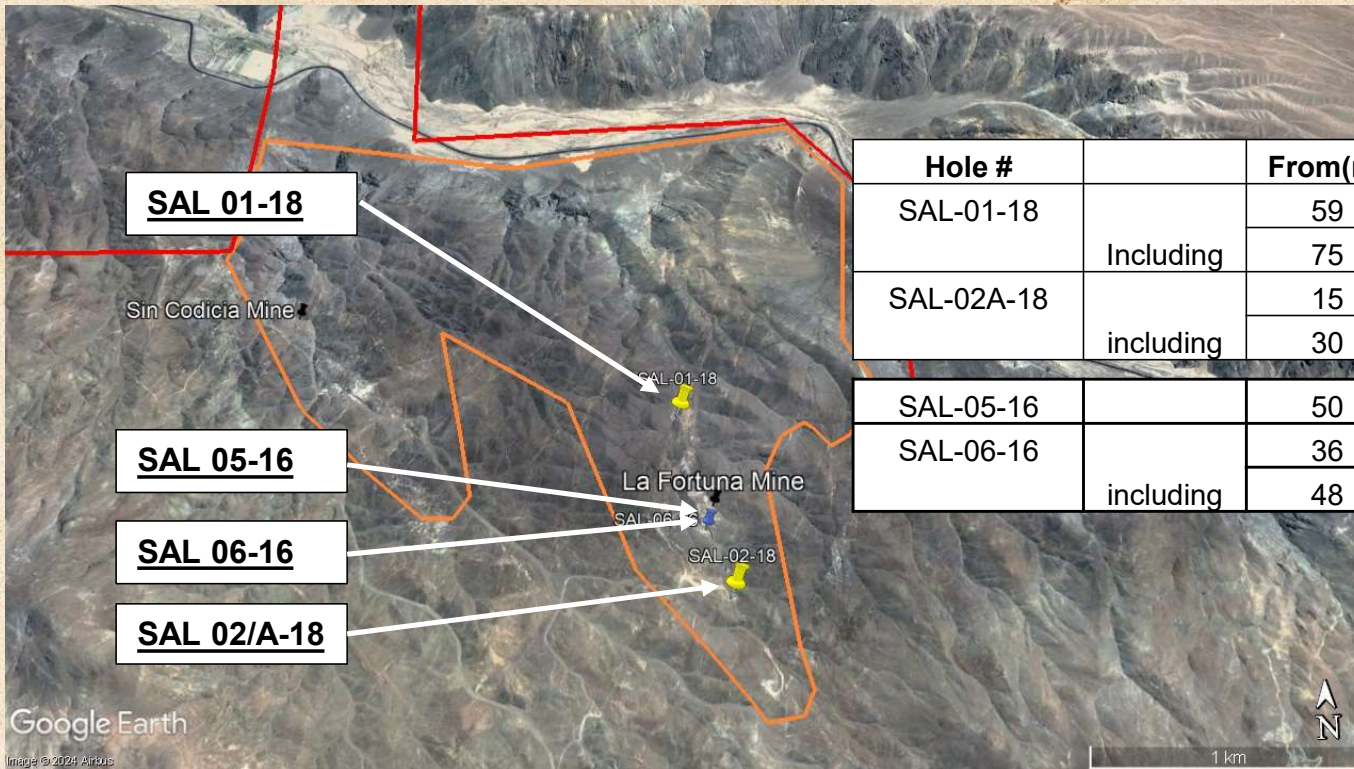 SAL 01-18
Hole # From(
SAL-01-18 59
Including 75
SAL-02A-18 15
including 30
Sin Codicia Mine
SAL-01-18
SAL-05-16 50
SAL-06-16 36
including 48
SAL 05-16
La Fortuna Mine
SAL 06-16
SAL-02-18
SAL 02/A-18
Google Earth
N
Image © 2024 Airbus
1 km